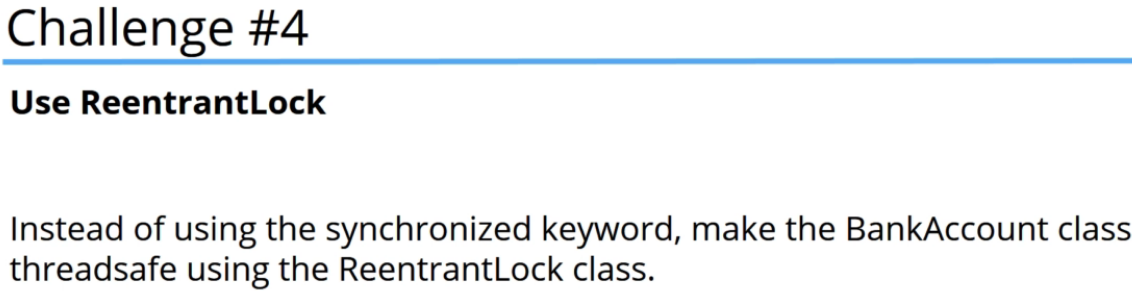 Challenge #4
Use ReentrantLock
Instead of using the synchronized keyword, make the BankAccount class
threadsafe using the ReentrantLock class.